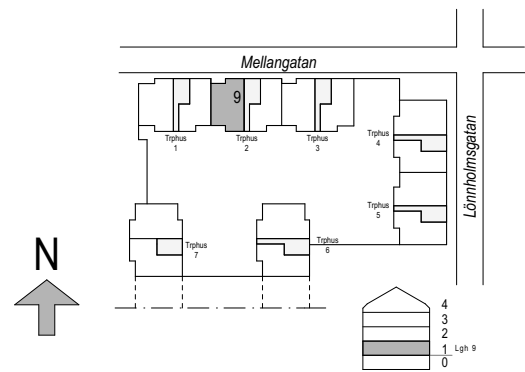 Mellangatan
9
Trphus
1
Trphus
2
Trphus
3
Trphus
4
Lönnholmsgatan
Trphus
5
Trphus
7
Trphus
6
N
4
3
2
1 Lgh 9
0